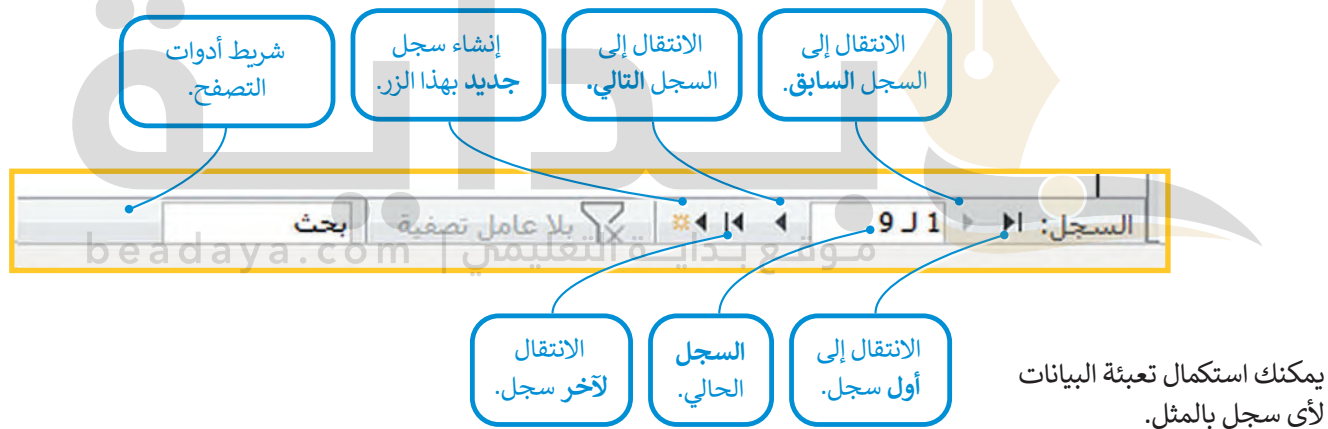 الانتقال إلى
السجل السابق.
الانتقال إلى
السجل التالي.
إنشاء سجل
جديد بهذا الزر.
شريط أدوات
التصفح.
السجل: 1 لـ 9 بلا عامل تصفية بحث
بداية
موقع بداية التعليمي | beadaya.com
الانتقال إلى
أول سجل.
السجل
الحالي.
الانتقال
لآخر سجل.
يمكنك استكمال تعبئة البيانات
لأى سجل بالمثل.